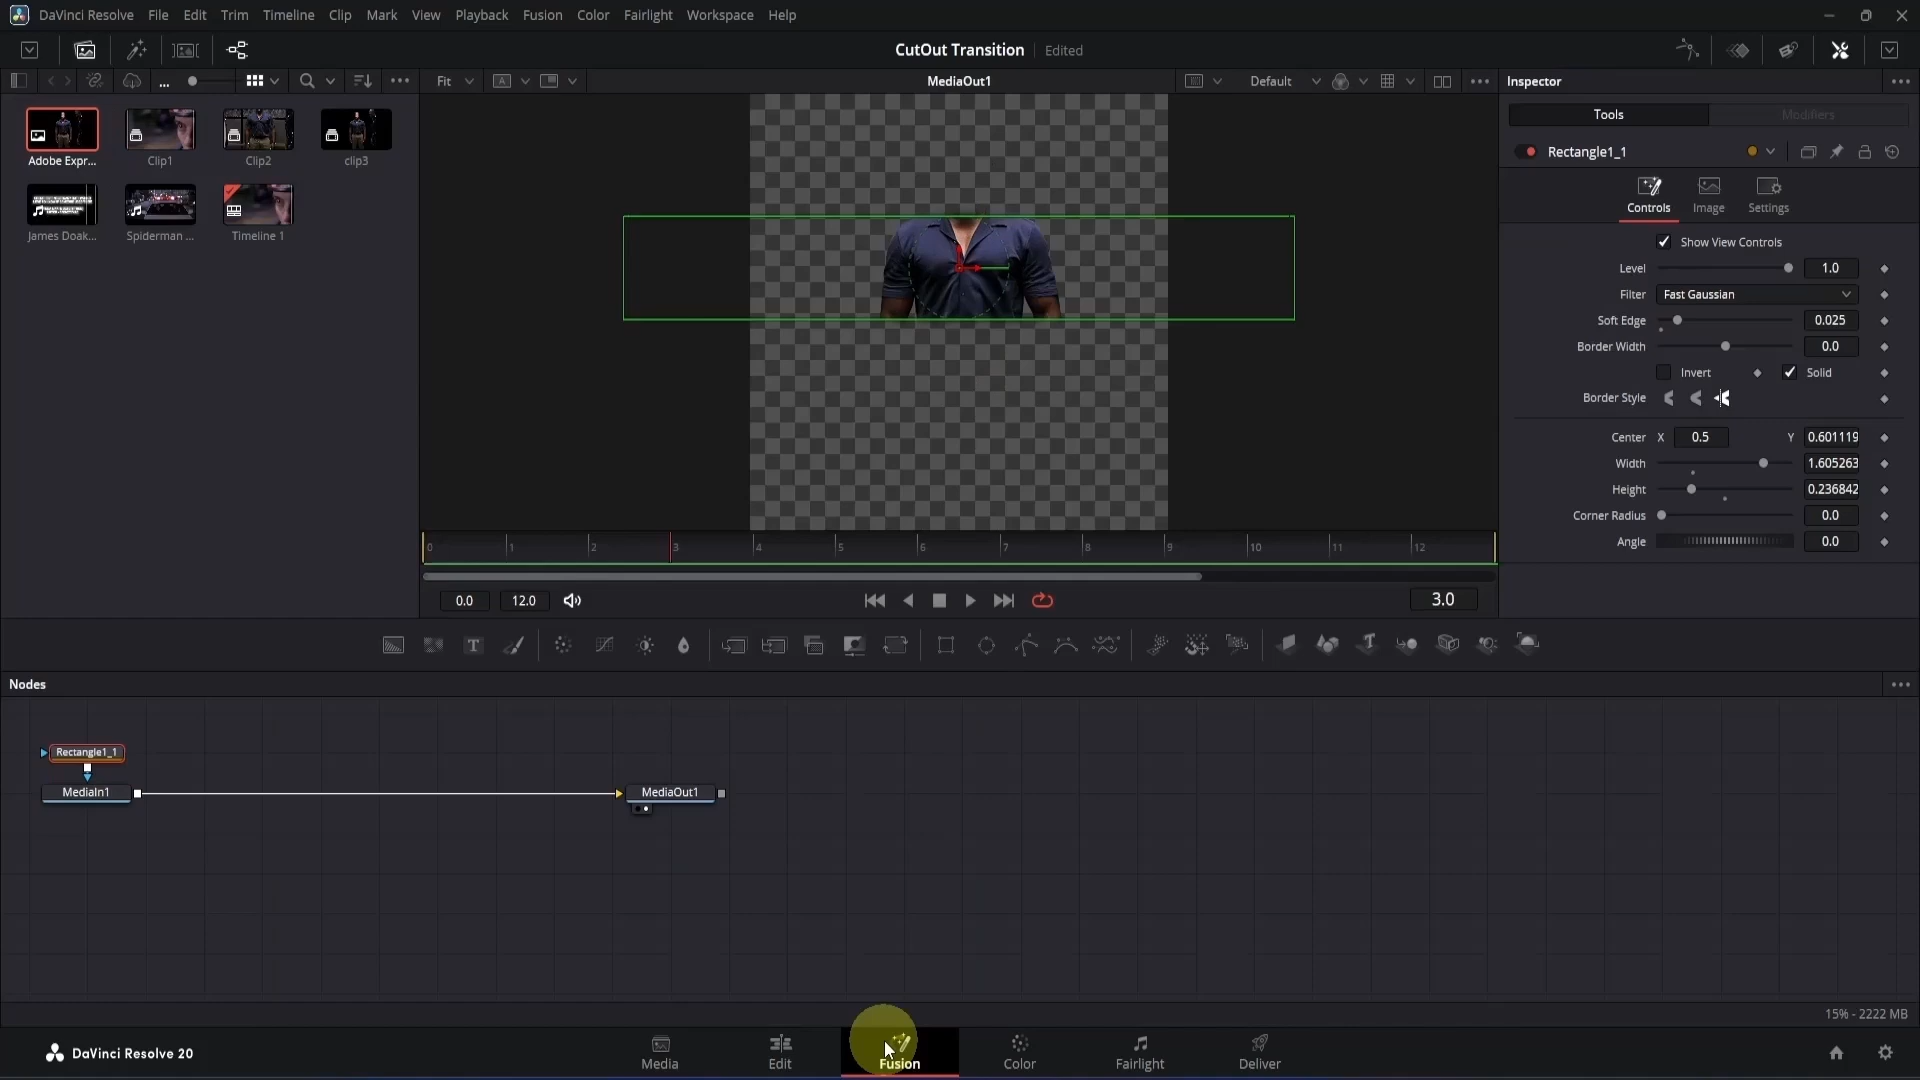 DaVinci Resolve File Edit Trim Timeline Clip Mark View Playback Fusion Color Fairlight Workspace Help
CutOut Transition Edited
Fit A MediaOut1 Default Inspector
Tools Modifiers
Rectangle1_1
Controls Image Settings
Adobe Expr... Clip1 Clip2 clip3
James Doak... Spiderman ... Timeline 1
Show View Controls
Level 1.0
Filter Fast Gaussian
Soft Edge 0.025
Border Width 0.0
Invert Solid
Border Style
Center X 0.5 Y 0.601119
Width 1.605263
Height 0.236842
Corner Radius 0.0
Angle 0.0
0 1 2 3 4 5 6 7 8 9 10 11 12
0.0 12.0 3.0
T T
Nodes
Rectangle1_1
MediaIn1 MediaOut1
15% - 2222 MB
DaVinci Resolve 20 Media Edit Fusion Color Fairlight Deliver